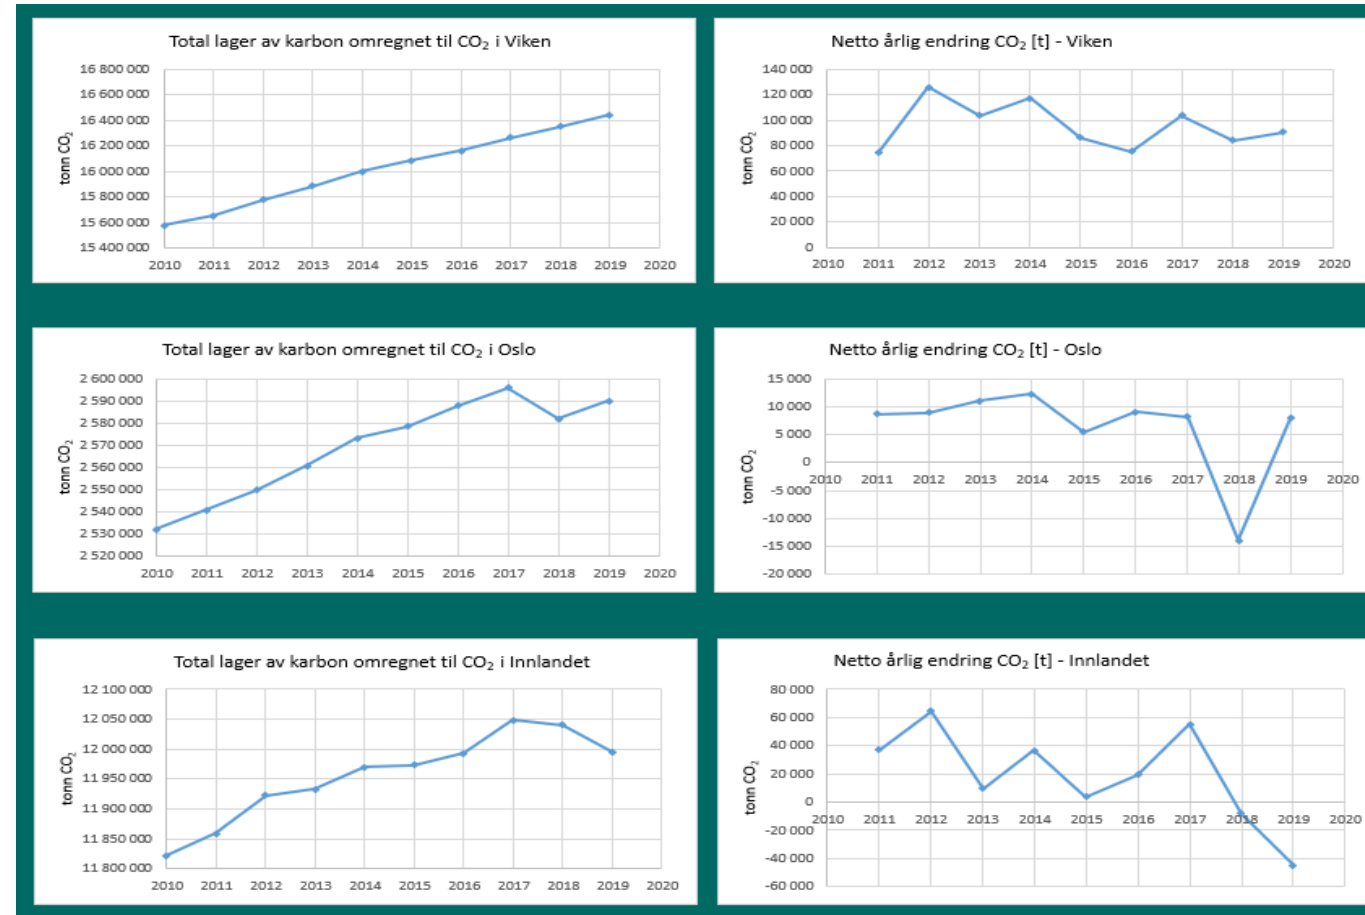 Total lager av karbon omregnet til CO₂ i Viken
tonn CO₂
16 800 000
16 600 000
16 400 000
16 200 000
16 000 000
15 800 000
15 600 000
15 400 000
2010 2011 2012 2013 2014 2015 2016 2017 2018 2019 2020
Netto årlig endring CO₂ [t] - Viken
tonn CO₂
140 000
120 000
100 000
80 000
60 000
40 000
20 000
0
2010 2011 2012 2013 2014 2015 2016 2017 2018 2019 2020
Total lager av karbon omregnet til CO₂ i Oslo
tonn CO₂
2 600 000
2 590 000
2 580 000
2 570 000
2 560 000
2 550 000
2 540 000
2 530 000
2 520 000
2010 2011 2012 2013 2014 2015 2016 2017 2018 2019 2020
Netto årlig endring CO₂ [t] - Oslo
tonn CO₂
15 000
10 000
5 000
0
-5 000
-10 000
-15 000
-20 000
2010 2011 2012 2013 2014 2015 2016 2017 2018 2019 2020
Total lager av karbon omregnet til CO₂ i Innlandet
tonn CO₂
12 100 000
12 050 000
12 000 000
11 950 000
11 900 000
11 850 000
11 800 000
2010 2011 2012 2013 2014 2015 2016 2017 2018 2019 2020
Netto årlig endring CO₂ [t] - Innlandet
tonn CO₂
80 000
60 000
40 000
20 000
0
-20 000
-40 000
-60 000
2010 2011 2012 2013 2014 2015 2016 2017 2018 2019 2020